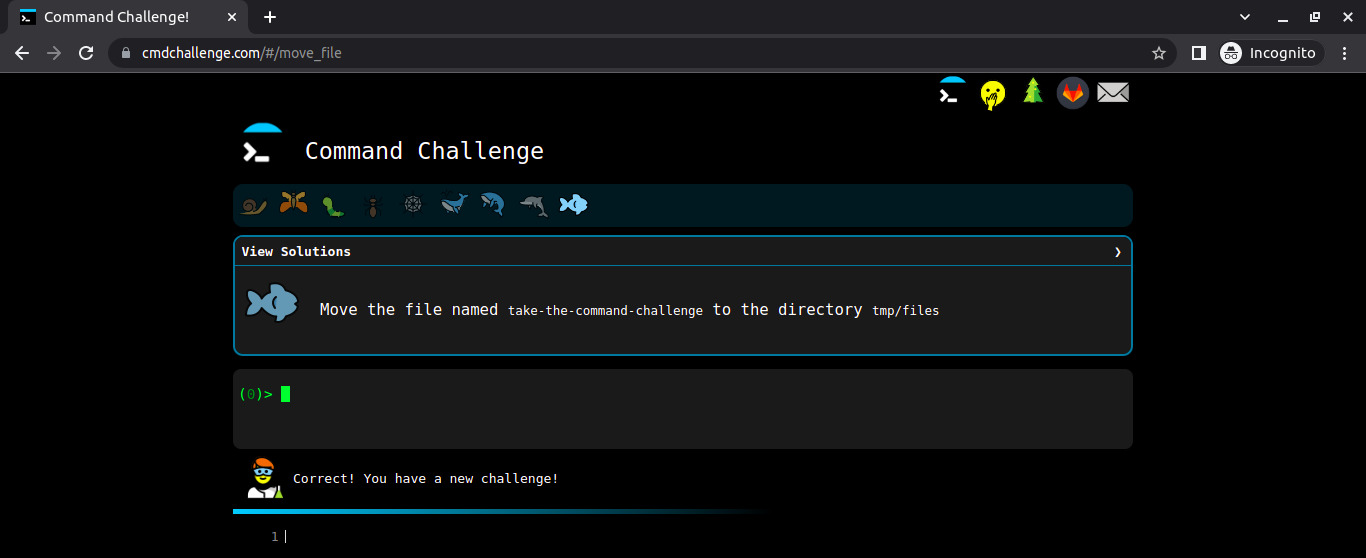 Command Challenge!
cmdchallenge.com/#/move_file
Incognito
Command Challenge
View Solutions
Move the file named take-the-command-challenge to the directory tmp/files
(0)>
Correct! You have a new challenge!
1